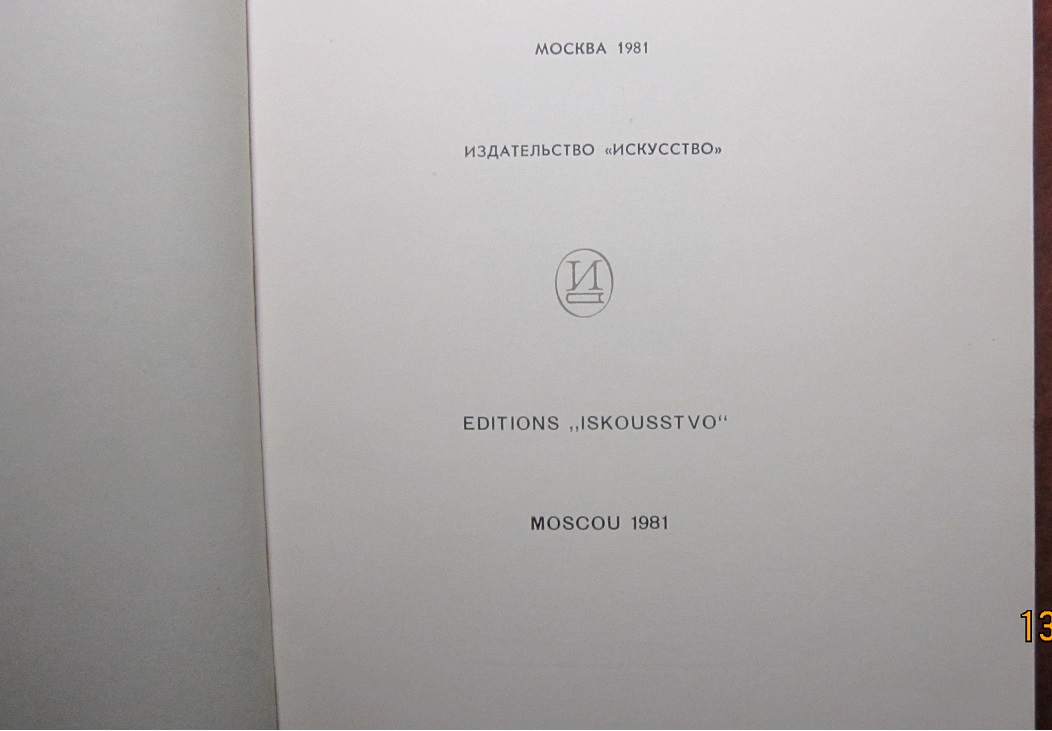 МОСКВА 1981
ИЗДАТЕЛЬСТВО «ИСКУССТВО»
И
EDITIONS „ISKOUSSTVO“
MOSCOU 1981
13